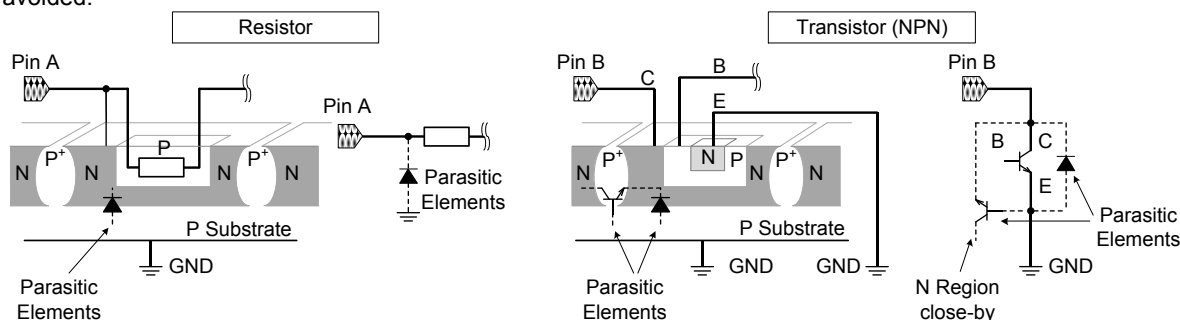 avoided.
Resistor
Transistor (NPN)
Pin A
Pin A
P
N P+ N N P+ N
Parasitic
Elements
P Substrate
GND
Parasitic
Elements
Pin B
C
B
E
N P+ N N P P+ N
P Substrate
GND
GND
Parasitic
Elements
Pin B
B
C
E
Parasitic
Elements
GND
N Region
close-by